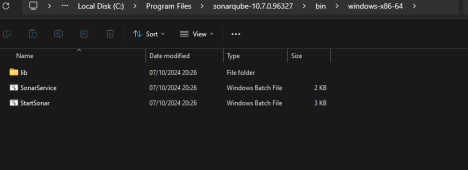 Local Disk (C:) > Program Files > sonarqube-10.7.0.96327 > bin > windows-x86-64 >
Sort View
Name Date modified Type Size
lib 07/10/2024 20:26 File folder
SonarService 07/10/2024 20:26 Windows Batch File 2 KB
StartSonar 07/10/2024 20:26 Windows Batch File 3 KB